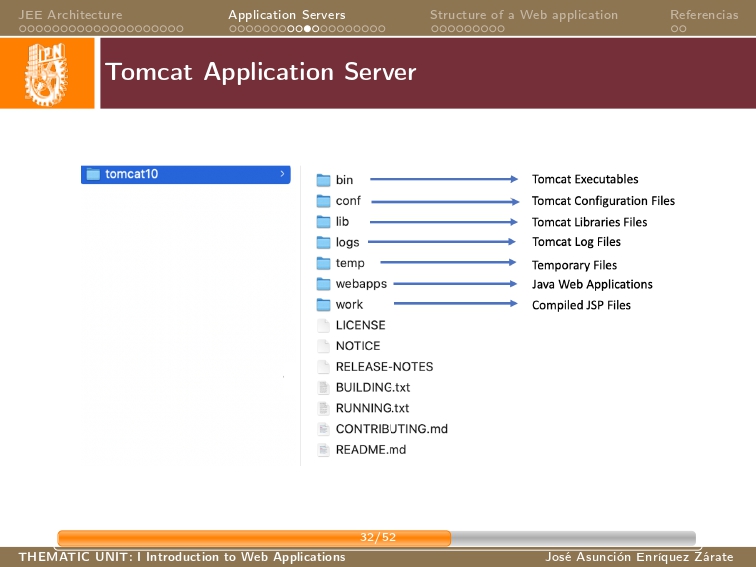 JEE Architecture
Application Servers
Structure of a Web application
Referencias
IPN
Tomcat Application Server
tomcat10
bin
Tomcat Executables
conf
Tomcat Configuration Files
lib
Tomcat Libraries Files
logs
Tomcat Log Files
temp
Temporary Files
webapps
Java Web Applications
work
Compiled JSP Files
LICENSE
NOTICE
RELEASE-NOTES
BUILDING.txt
RUNNING.txt
CONTRIBUTING.md
README.md
32/52
THEMATIC UNIT: I Introduction to Web Applications
José Asunción Enríquez Zárate